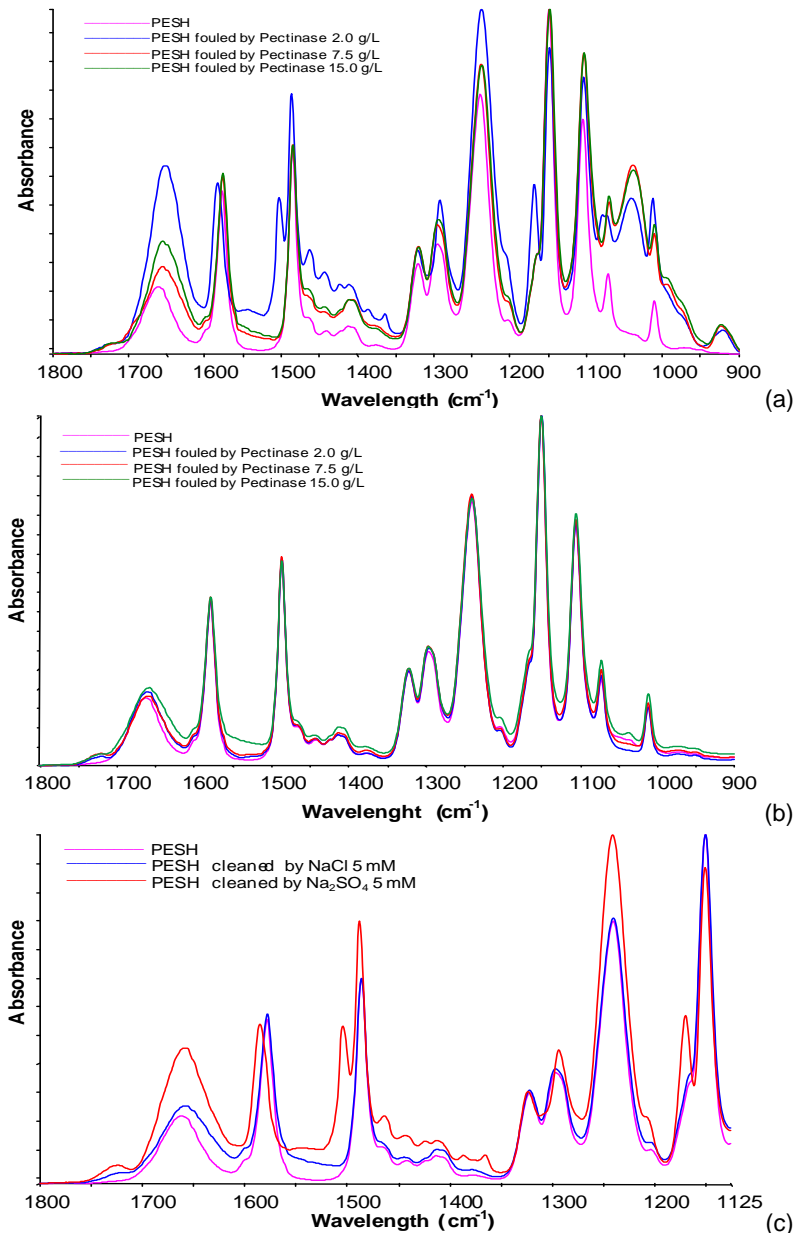 PESH
PESH fouled by Pectinase 2.0 g/L
PESH fouled by Pectinase 7.5 g/L
PESH fouled by Pectinase 15.0 g/L
Absorbance
1800 1700 1600 1500 1400 1300 1200 1100 1000 900
Wavelength (cm-1)
(a)
PESH
PESH fouled by Pectinase 2.0 g/L
PESH fouled by Pectinase 7.5 g/L
PESH fouled by Pectinase 15.0 g/L
Absorbance
1800 1700 1600 1500 1400 1300 1200 1100 1000 900
Wavelenght (cm-1)
(b)
PESH
PESH cleaned by NaCl 5 mM
PESH cleaned by Na2SO4 5 mM
Absorbance
1800 1700 1600 1500 1400 1300 1200 1125
Wavelength (cm-1)
(c)